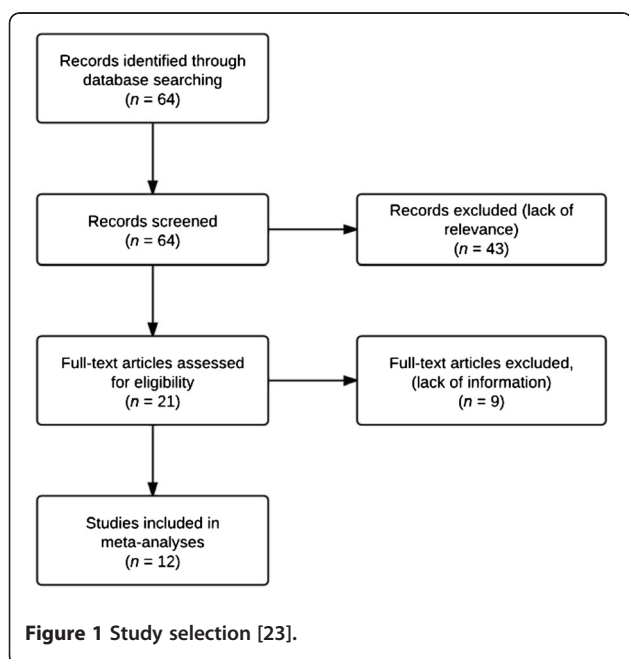 Records identified through
database searching
(n = 64)
Records screened
(n = 64)
Records excluded (lack of
relevance)
(n = 43)
Full-text articles assessed
for eligibility
(n = 21)
Full-text articles excluded,
(lack of information)
(n = 9)
Studies included in
meta-analyses
(n = 12)
Figure 1 Study selection [23].